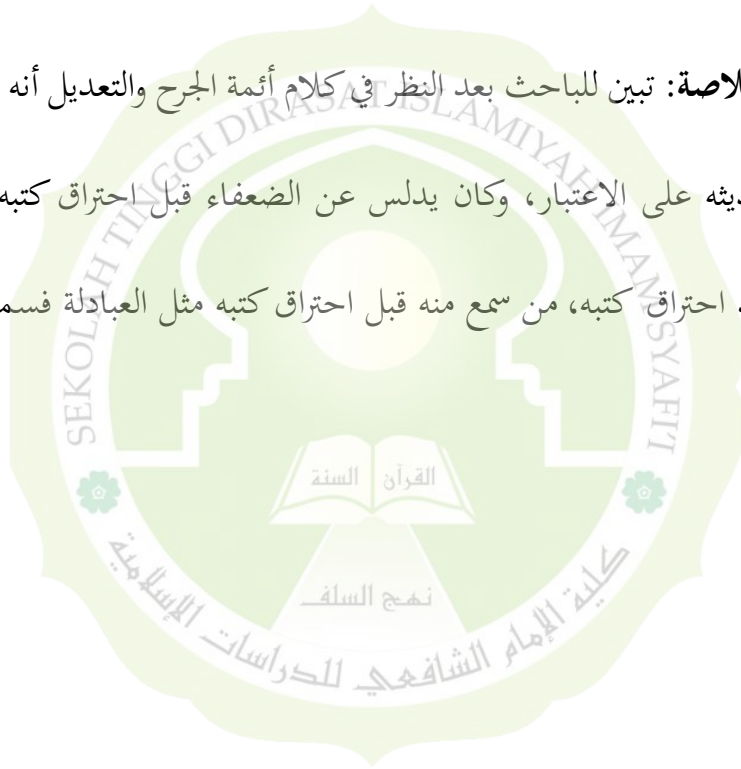 لاصة: تبين للباحث بعد النظر في كلام أئمة الجرح والتعديل أنه
ديثه على الاعتبار، وكان يدلس عن الضعفاء قبل احتراق كتبه
احتراق كتبه، من سمع منه قبل احتراق كتبه مثل العبادلة فسم
SEKOLAH TINGGI DIRASAT ISLAMIYAH IMAM SYAFI'I
القرآن السنة
نهج السلف
كلية الإمام الشافعي للدراسات الإسلامية